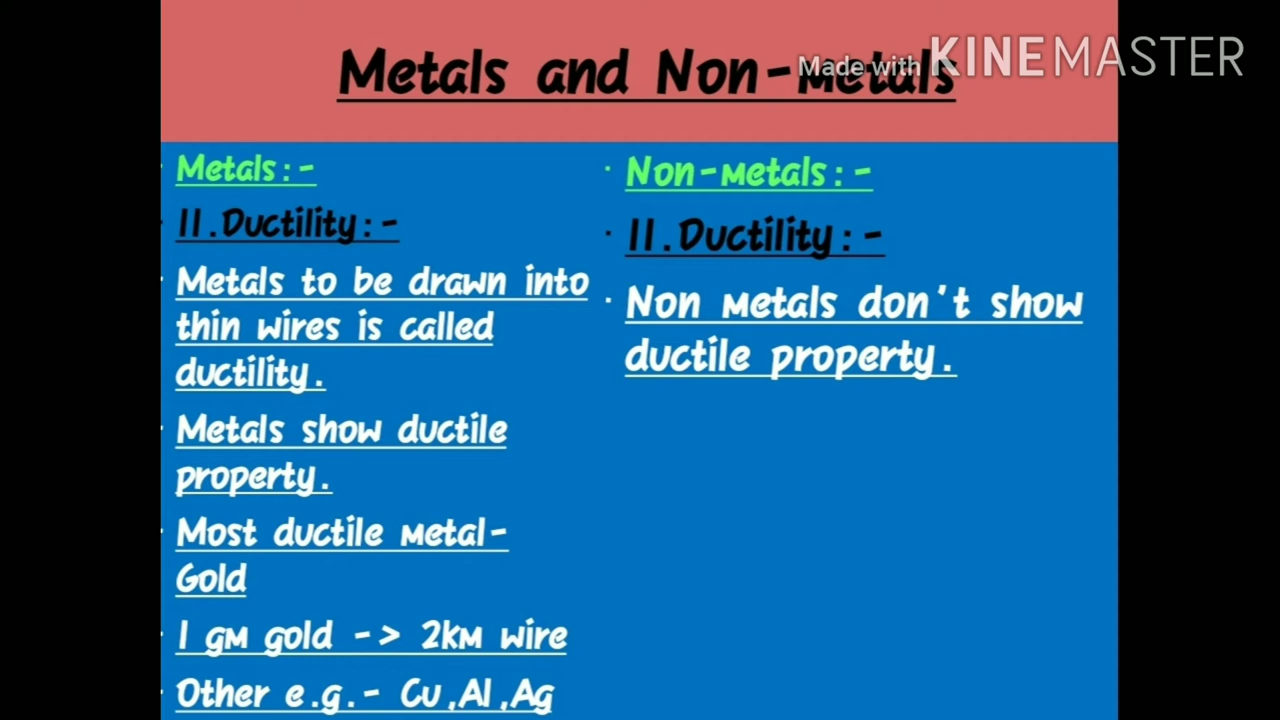 Metals and Non-Metals
Made with KINEMASTER
Metals:-
II.Ductility:-
Metals to be drawn into
thin wires is called
ductility.
Metals show ductile
property.
Most ductile metal-
Gold
1 gm gold -> 2km wire
Other e.g.- Cu,Al,Ag
Non-metals:-
II.Ductility:-
Non Metals don't show
ductile property.